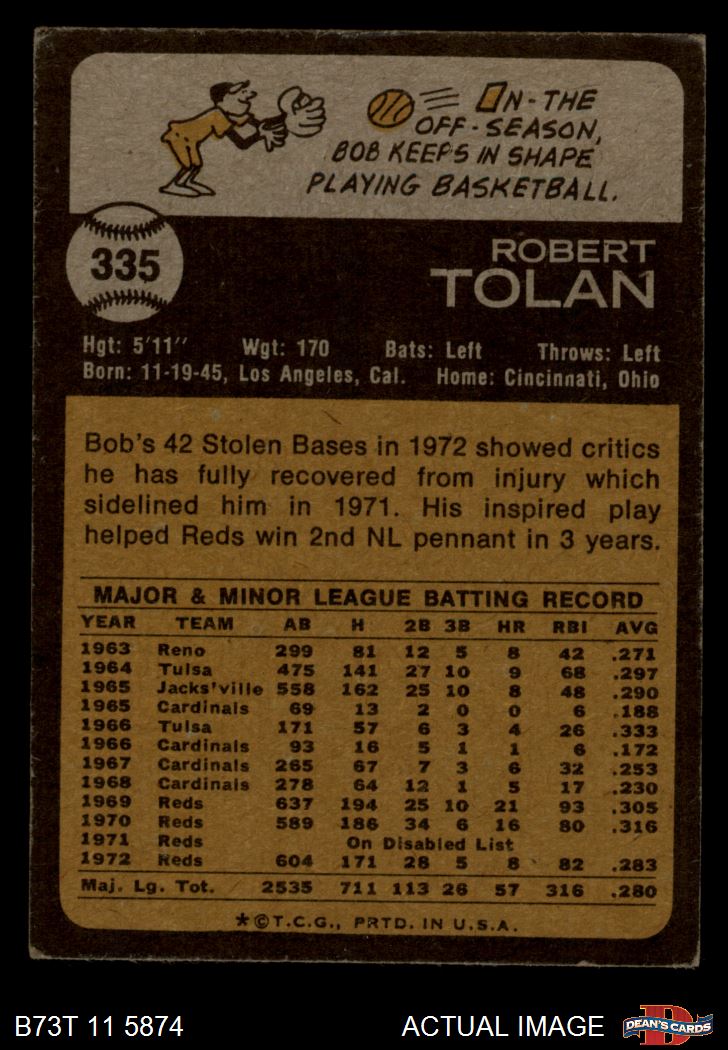 ON-THE
OFF-SEASON,
BOB KEEPS IN SHAPE
PLAYING BASKETBALL.
335
ROBERT
TOLAN
Hgt: 5'11" Wgt: 170 Bats: Left Throws: Left
Born: 11-19-45, Los Angeles, Cal. Home: Cincinnati, Ohio
Bob's 42 Stolen Bases in 1972 showed critics
he has fully recovered from injury which
sidelined him in 1971. His inspired play
helped Reds win 2nd NL pennant in 3 years.
MAJOR & MINOR LEAGUE BATTING RECORD
YEAR TEAM AB H 2B 3B HR RBI AVG
1963 Reno 299 81 12 5 8 42 .271
1964 Tulsa 475 141 27 10 9 68 .297
1965 Jacks'ville 558 162 25 10 8 48 .290
1965 Cardinals 69 13 2 0 0 6 .188
1966 Tulsa 171 57 6 3 4 26 .333
1966 Cardinals 93 16 5 1 1 6 .172
1967 Cardinals 265 67 7 3 6 32 .253
1968 Cardinals 278 64 12 1 5 17 .230
1969 Reds 637 194 25 10 21 93 .305
1970 Reds 589 186 34 6 16 80 .316
1971 Reds On Disabled List
1972 Reds 604 171 28 5 8 82 .283
Maj. Lg. Tot. 2535 711 113 26 57 316 .280
*©T.C.G., PRTD. IN U.S.A.
B73T 11 5874 ACTUAL IMAGE DEAN'S CARDS